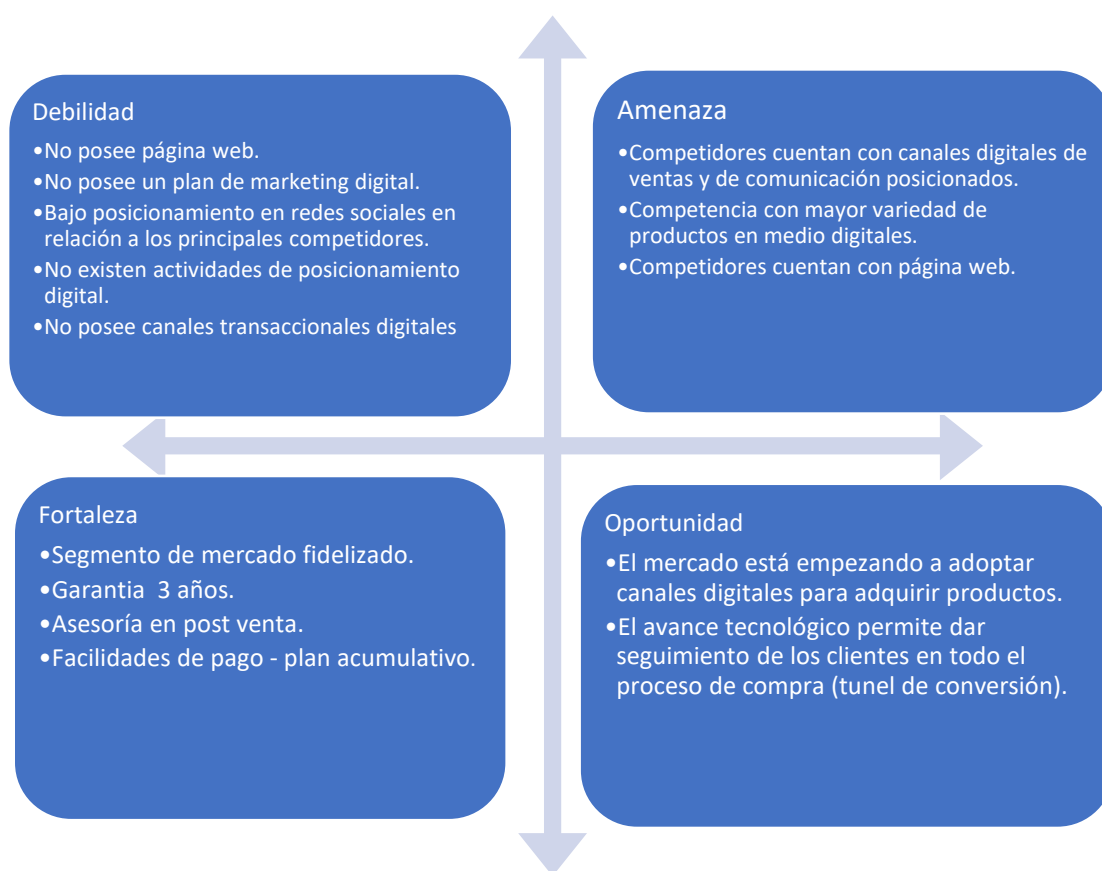 Debilidad
•No posee página web.
•No posee un plan de marketing digital.
•Bajo posicionamiento en redes sociales en
relación a los principales competidores.
•No existen actividades de posicionamiento
digital.
•No posee canales transaccionales digitales
Amenaza
•Competidores cuentan con canales digitales de
ventas y de comunicación posicionados.
•Competencia con mayor variedad de
productos en medio digitales.
•Competidores cuentan con página web.
Fortaleza
•Segmento de mercado fidelizado.
•Garantia 3 años.
•Asesoría en post venta.
•Facilidades de pago - plan acumulativo.
Oportunidad
•El mercado está empezando a adoptar
canales digitales para adquirir productos.
•El avance tecnológico permite dar
seguimiento de los clientes en todo el
proceso de compra (tunel de conversión).